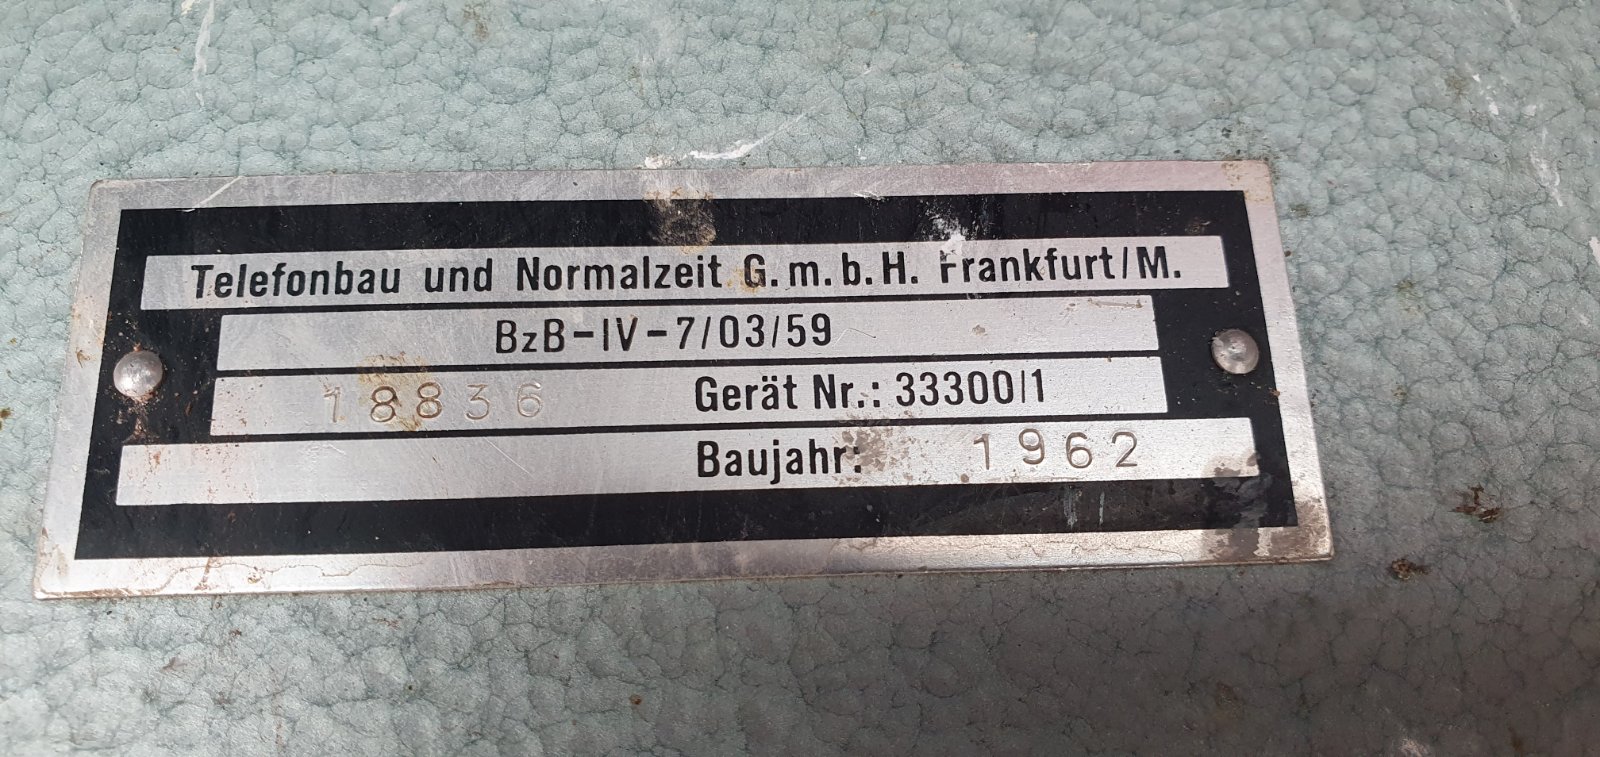 Telefonbau und Normalzeit G.m.b.H. Frankfurt/M.
BzB-IV-7/03/59
18836 Gerät Nr.: 33300/1
Baujahr: 1962